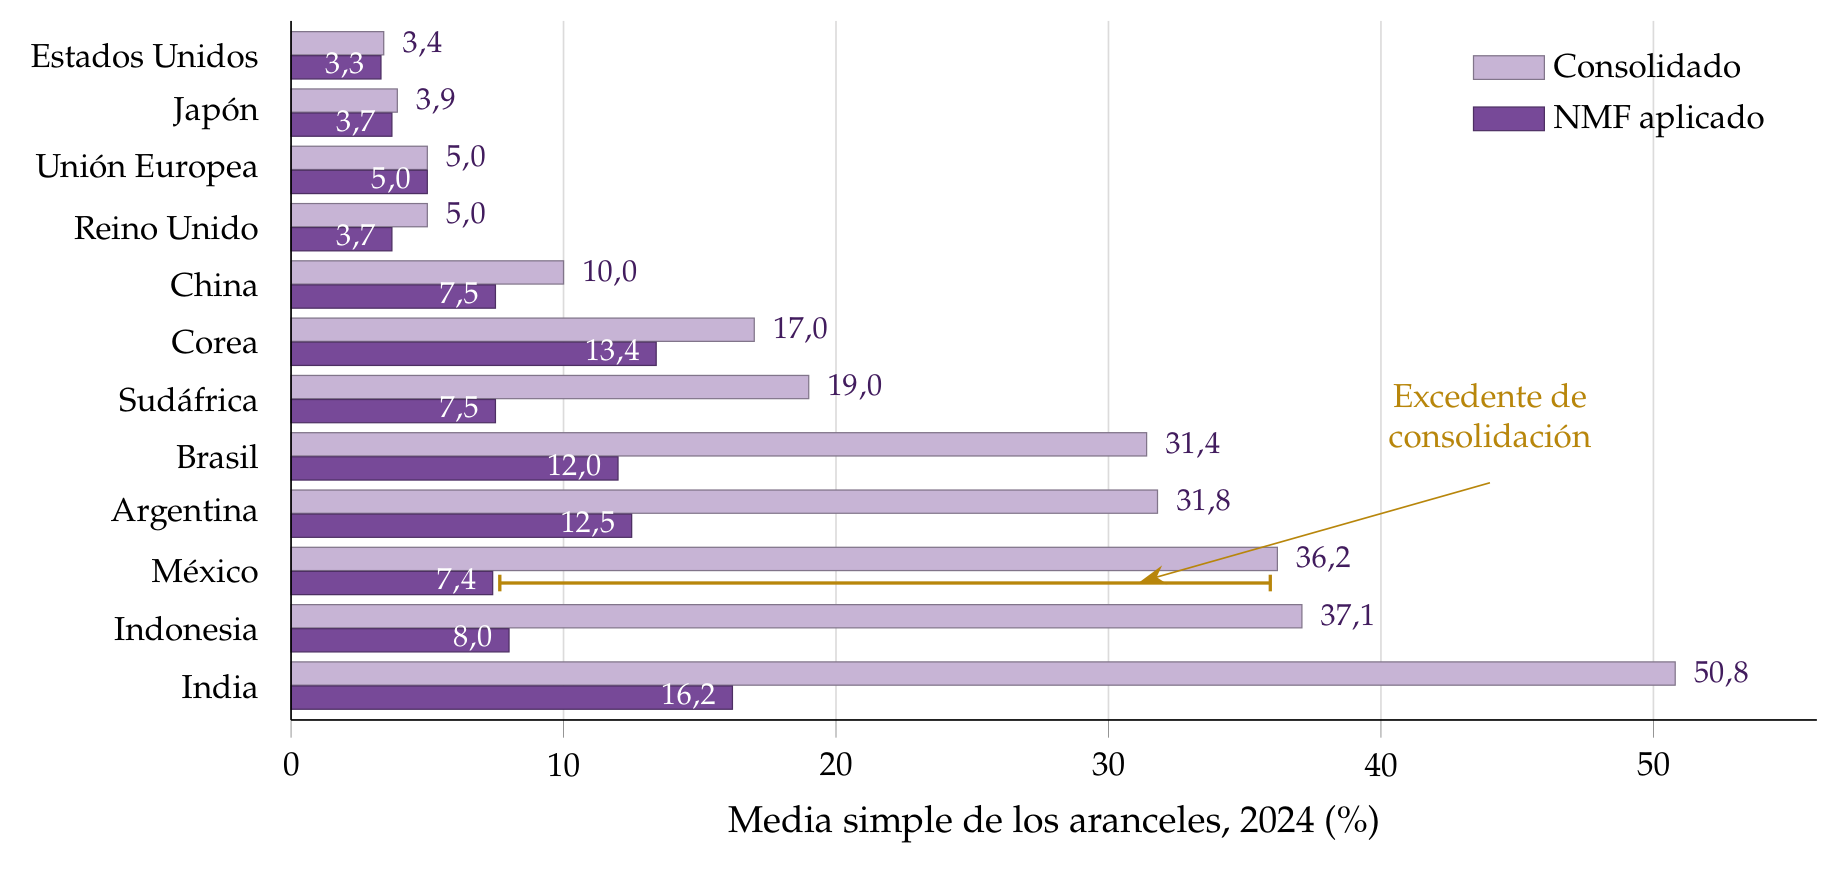 Estados Unidos 3,4
3,3
Japón 3,9
3,7
Unión Europea 5,0
5,0
Reino Unido 5,0
3,7
China 10,0
7,5
Corea 17,0
13,4
Sudáfrica 19,0
7,5
Brasil 31,4
12,0
Argentina 31,8
12,5
México 36,2
7,4
Indonesia 37,1
8,0
India 50,8
16,2
Consolidado
NMF aplicado
Excedente de
consolidación
0 10 20 30 40 50
Media simple de los aranceles, 2024 (%)